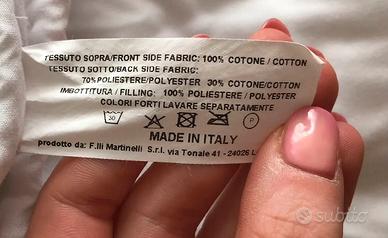 TESSUTO SOPRA/FRONT SIDE FABRIC: 100% COTONE / COTTON
TESSUTO SOTTO/BACK SIDE FABRIC:
70% POLIESTERE/POLYESTER 30% COTONE/COTTON
IMBOTTITURA / FILLING: 100% POLIESTERE / POLYESTER
COLORI FORTI LAVARE SEPARATAMENTE
30 P
MADE IN ITALY
prodotto da: F.lli Martinelli S.r.l. via Tonale 41 - 24026 L
subito